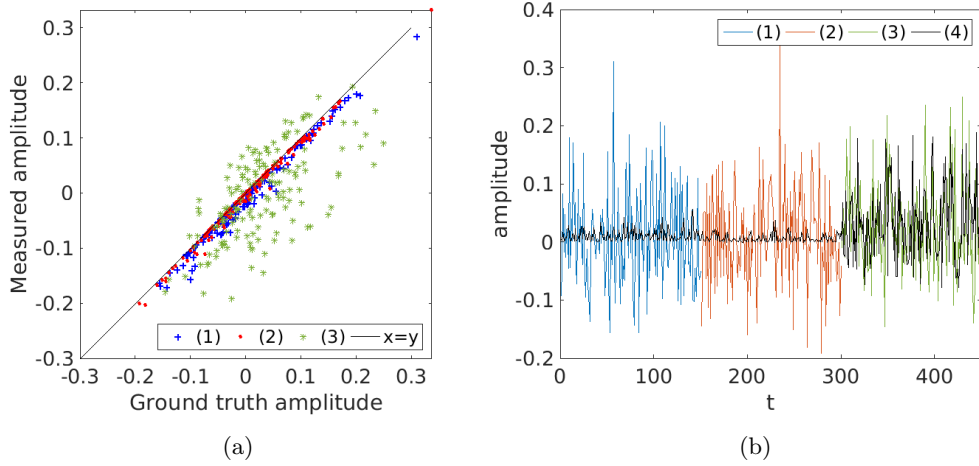 0.3
0.2
0.1
0
-0.1
-0.2
-0.3
Measured amplitude
(1) (2) (3) x=y
-0.3 -0.2 -0.1 0 0.1 0.2 0.3
Ground truth amplitude
(a)
0.4
0.3
0.2
0.1
0
-0.1
-0.2
amplitude
(1) (2) (3) (4)
0 100 200 300 400
t
(b)